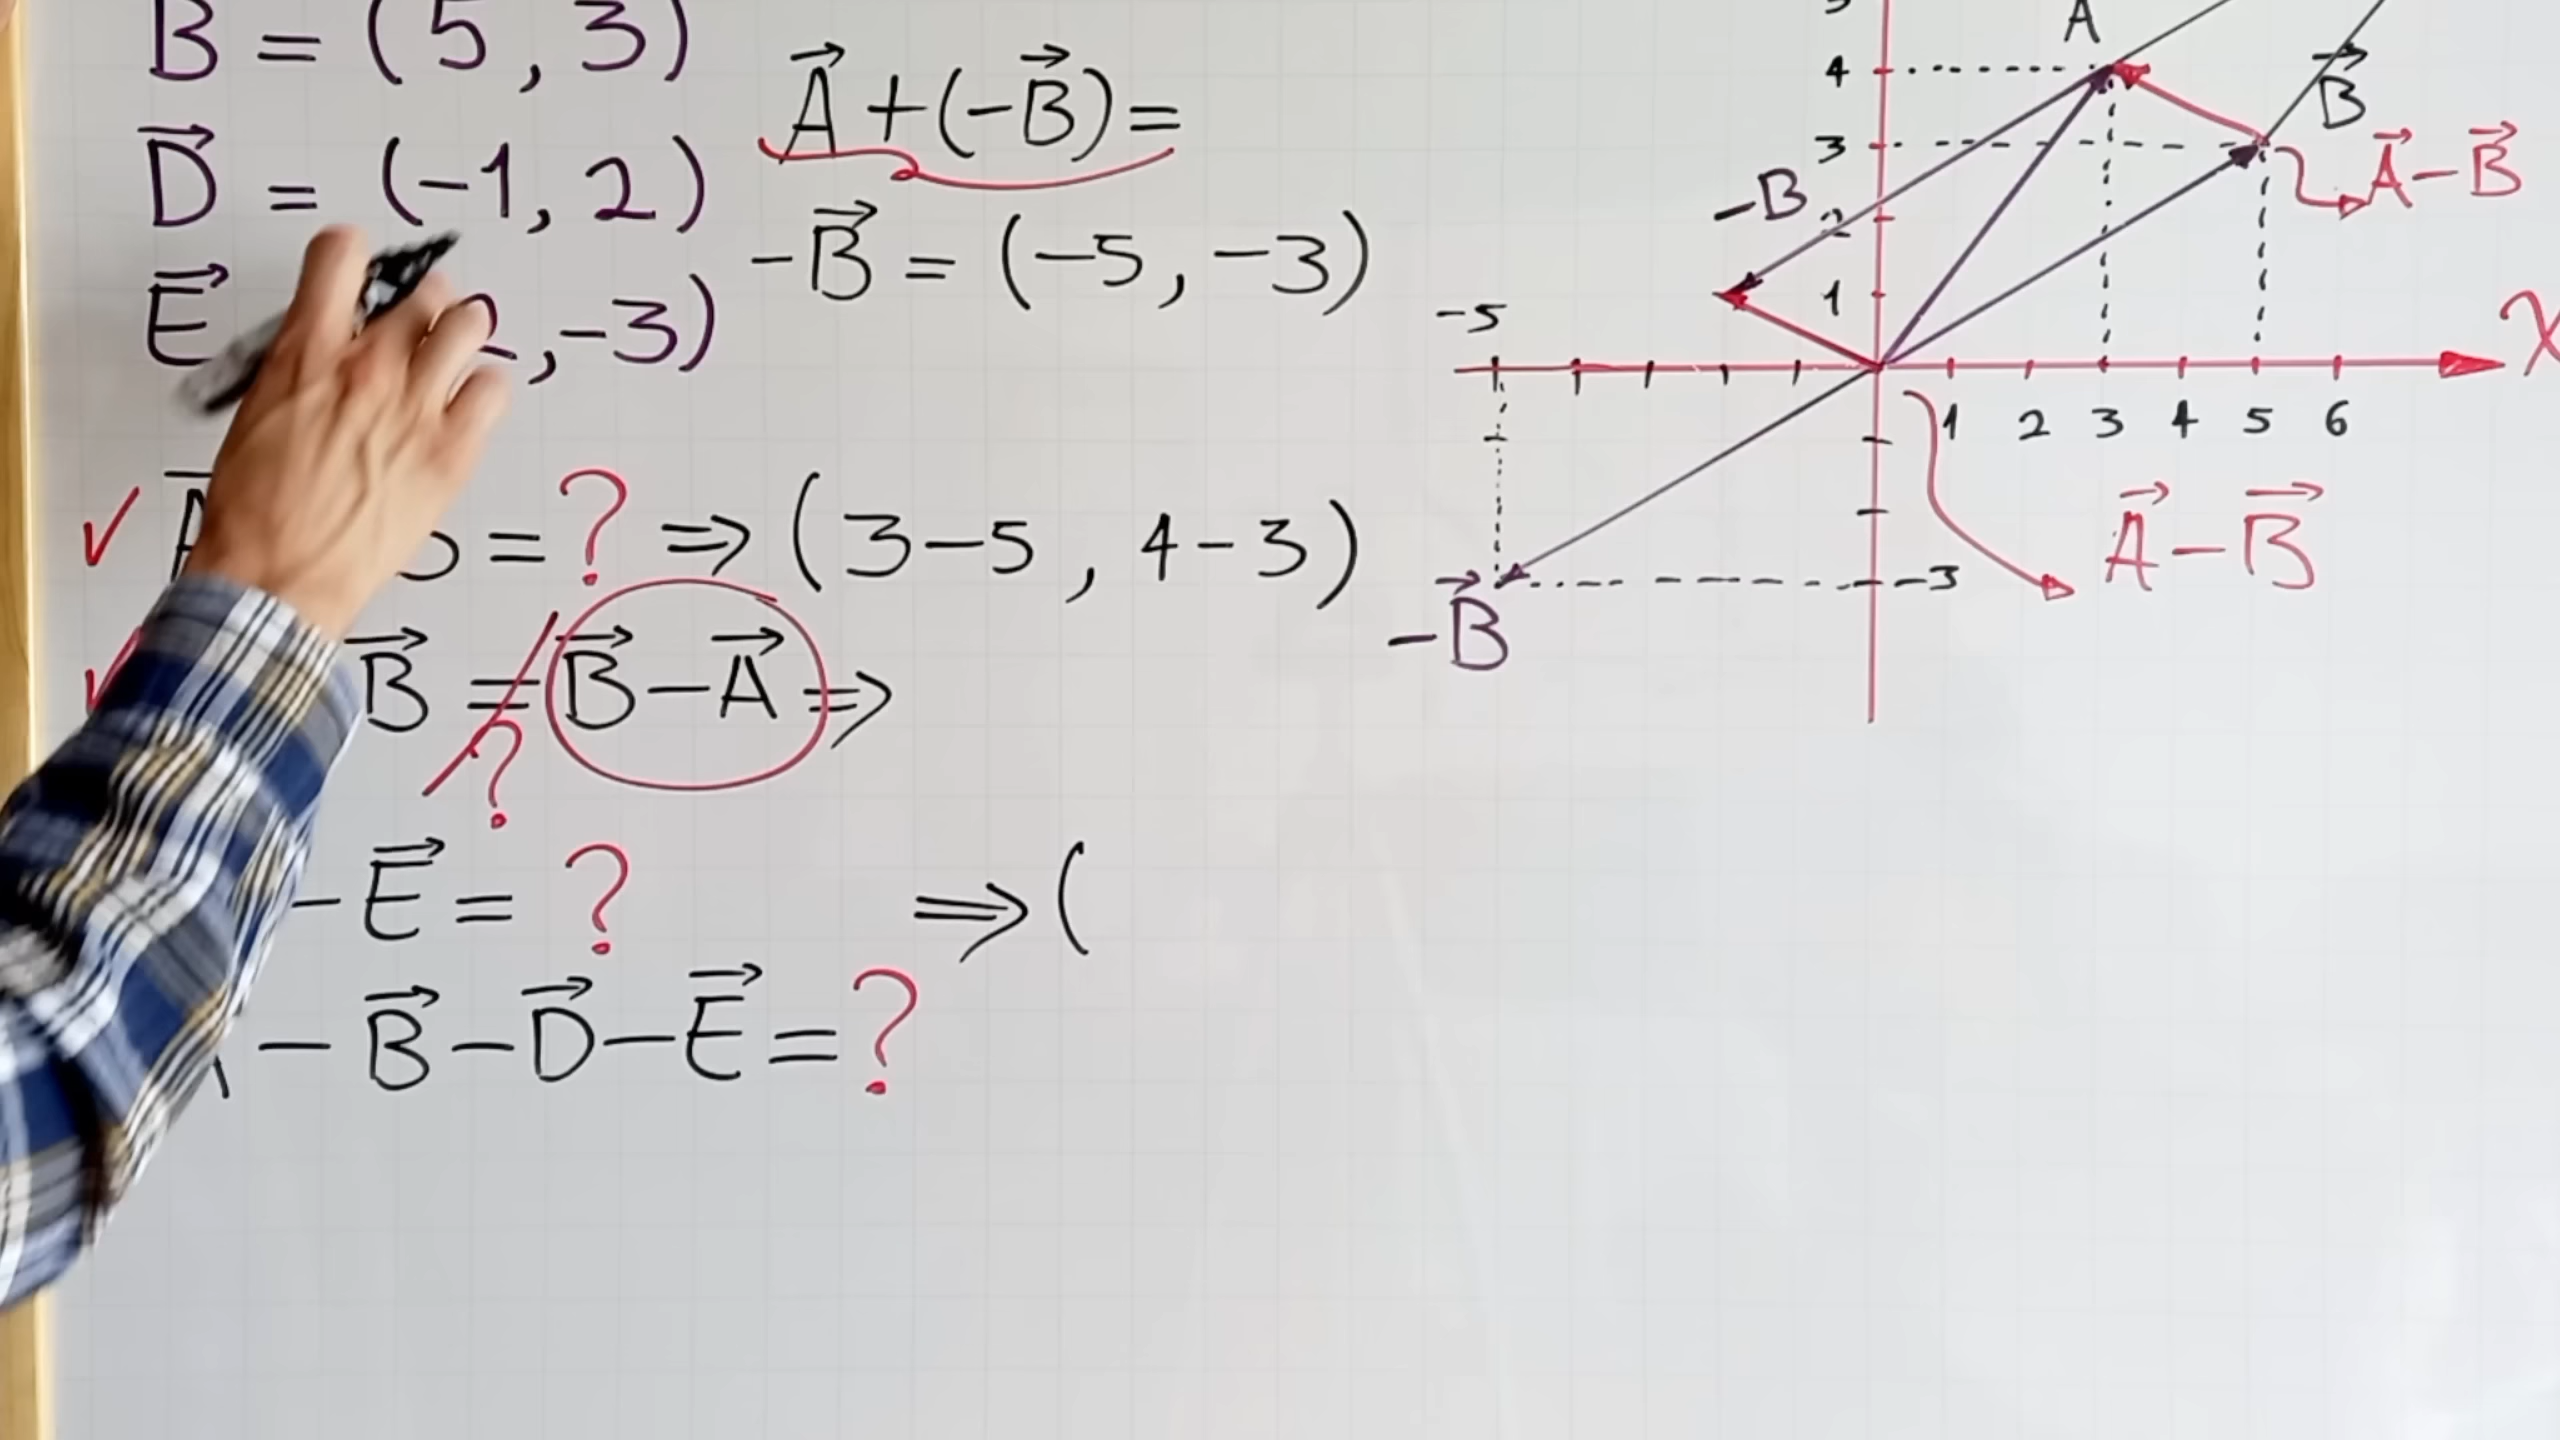 B = (5, 3)
D⃗ = (-1, 2)
E⃗ 2, -3)
A⃗ + (-B⃗) =
-B⃗ = (-5, -3)
✓ = ? ⇒ (3-5, 4-3)
✓ B⃗ = B⃗ - A⃗ ⇒
?
- E⃗ = ? ⇒ (
- B⃗ - D⃗ - E⃗ = ?
A
4
B⃗
3
A⃗ - B⃗
-B
2
1
-5
X
1 2 3 4 5 6
A⃗ - B⃗
-3
-B⃗